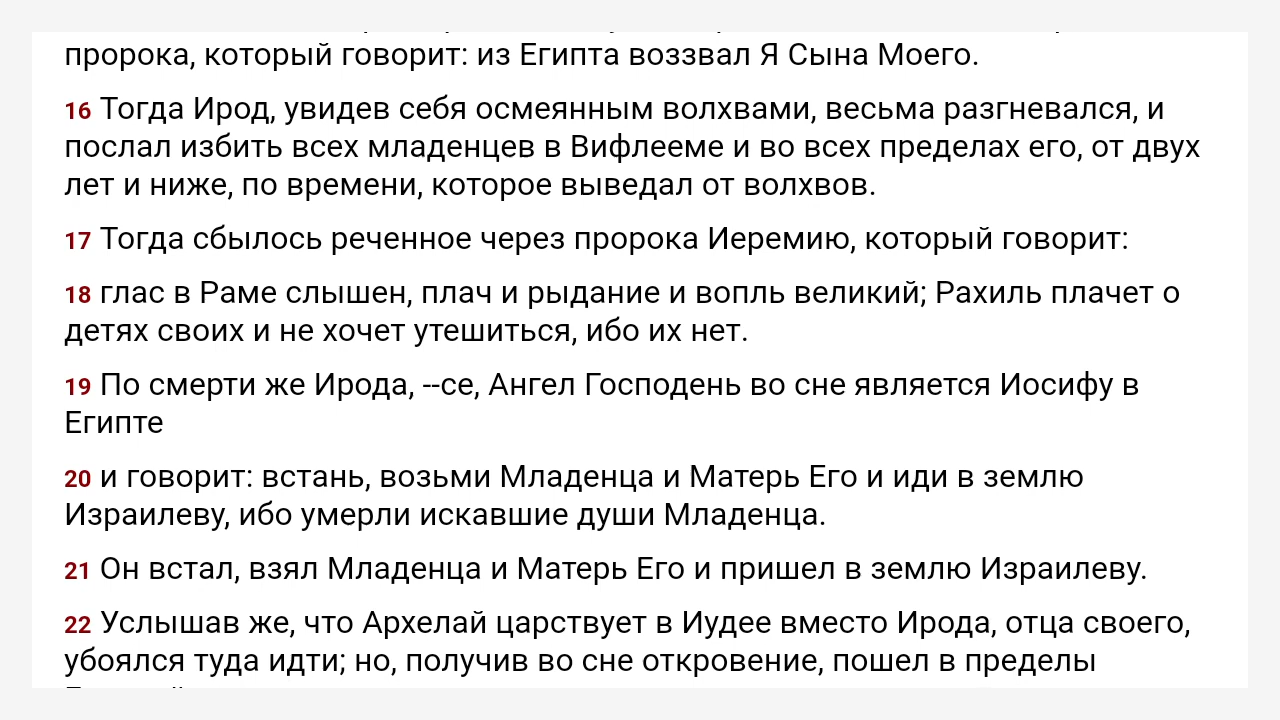 пророка, который говорит: из Египта воззвал Я Сына Моего.
16 Тогда Ирод, увидев себя осмеянным волхвами, весьма разгневался, и
послал избить всех младенцев в Вифлееме и во всех пределах его, от двух
лет и ниже, по времени, которое выведал от волхвов.
17 Тогда сбылось реченное через пророка Иеремию, который говорит:
18 глас в Раме слышен, плач и рыдание и вопль великий; Рахиль плачет о
детях своих и не хочет утешиться, ибо их нет.
19 По смерти же Ирода, --се, Ангел Господень во сне является Иосифу в
Египте
20 и говорит: встань, возьми Младенца и Матерь Его и иди в землю
Израилеву, ибо умерли искавшие души Младенца.
21 Он встал, взял Младенца и Матерь Его и пришел в землю Израилеву.
22 Услышав же, что Архелай царствует в Иудее вместо Ирода, отца своего,
убоялся туда идти; но, получив во сне откровение, пошел в пределы